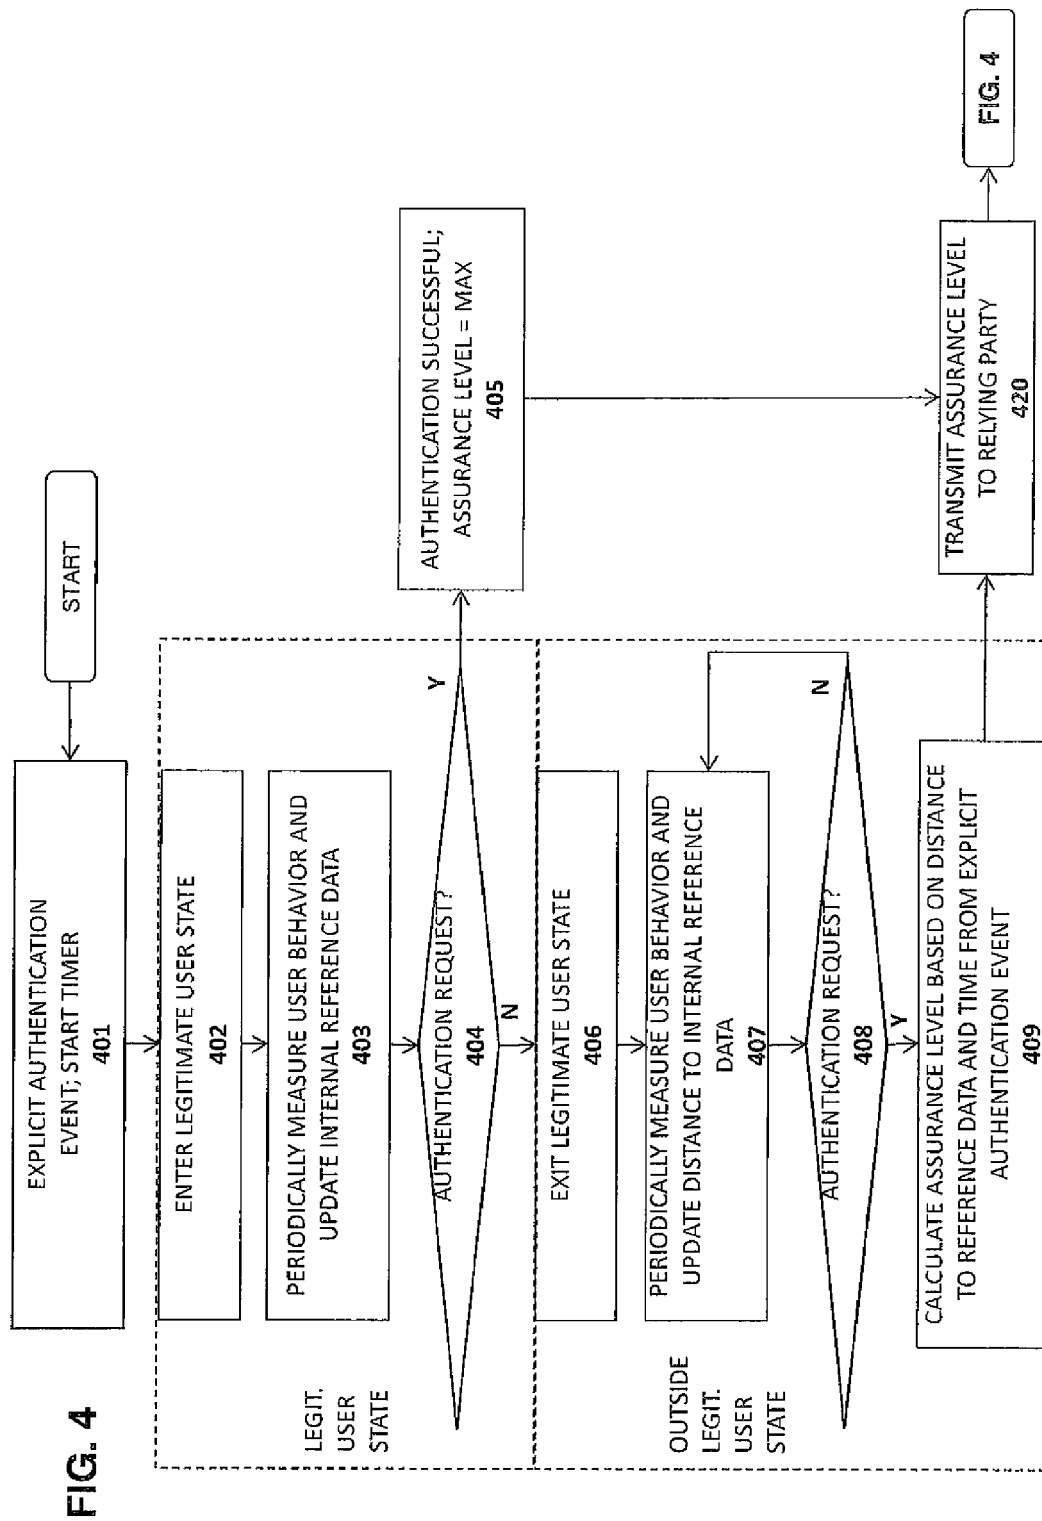 FIG. 4
START
EXPLICIT AUTHENTICATION
EVENT; START TIMER
401
ENTER LEGITIMATE USER STATE
402
PERIODICALLY MEASURE USER BEHAVIOR AND
UPDATE INTERNAL REFERENCE DATA
403
LEGIT.
USER
STATE
AUTHENTICATION REQUEST?
404
Y
N
AUTHENTICATION SUCCESSFUL;
ASSURANCE LEVEL = MAX
405
EXIT LEGITIMATE USER STATE
406
PERIODICALLY MEASURE USER BEHAVIOR AND
UPDATE DISTANCE TO INTERNAL REFERENCE
DATA
407
OUTSIDE
LEGIT.
USER
STATE
AUTHENTICATION REQUEST?
408
N
Y
CALCULATE ASSURANCE LEVEL BASED ON DISTANCE
TO REFERENCE DATA AND TIME FROM EXPLICIT
AUTHENTICATION EVENT
409
TRANSMIT ASSURANCE LEVEL
TO RELYING PARTY
420
FIG. 4